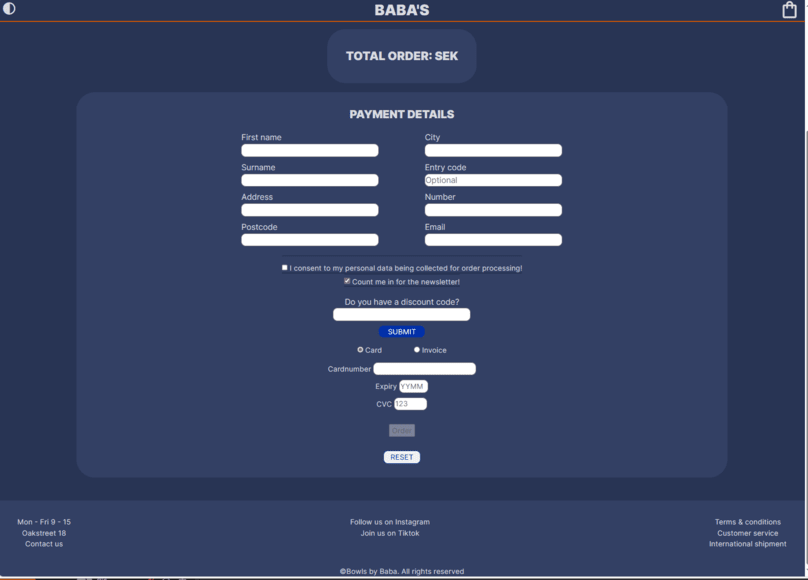 BABA'S
TOTAL ORDER: SEK
PAYMENT DETAILS
First name
City
Surname
Entry code
Optional
Address
Number
Postcode
Email
I consent to my personal data being collected for order processing!
Count me in for the newsletter!
Do you have a discount code?
SUBMIT
Card
Invoice
Cardnumber
Expiry YYMM
CVC 123
Order
RESET
Mon - Fri 9 - 15
Oakstreet 18
Contact us
Follow us on Instagram
Join us on Tiktok
Terms & conditions
Customer service
International shipment
©Bowls by Baba. All rights reserved